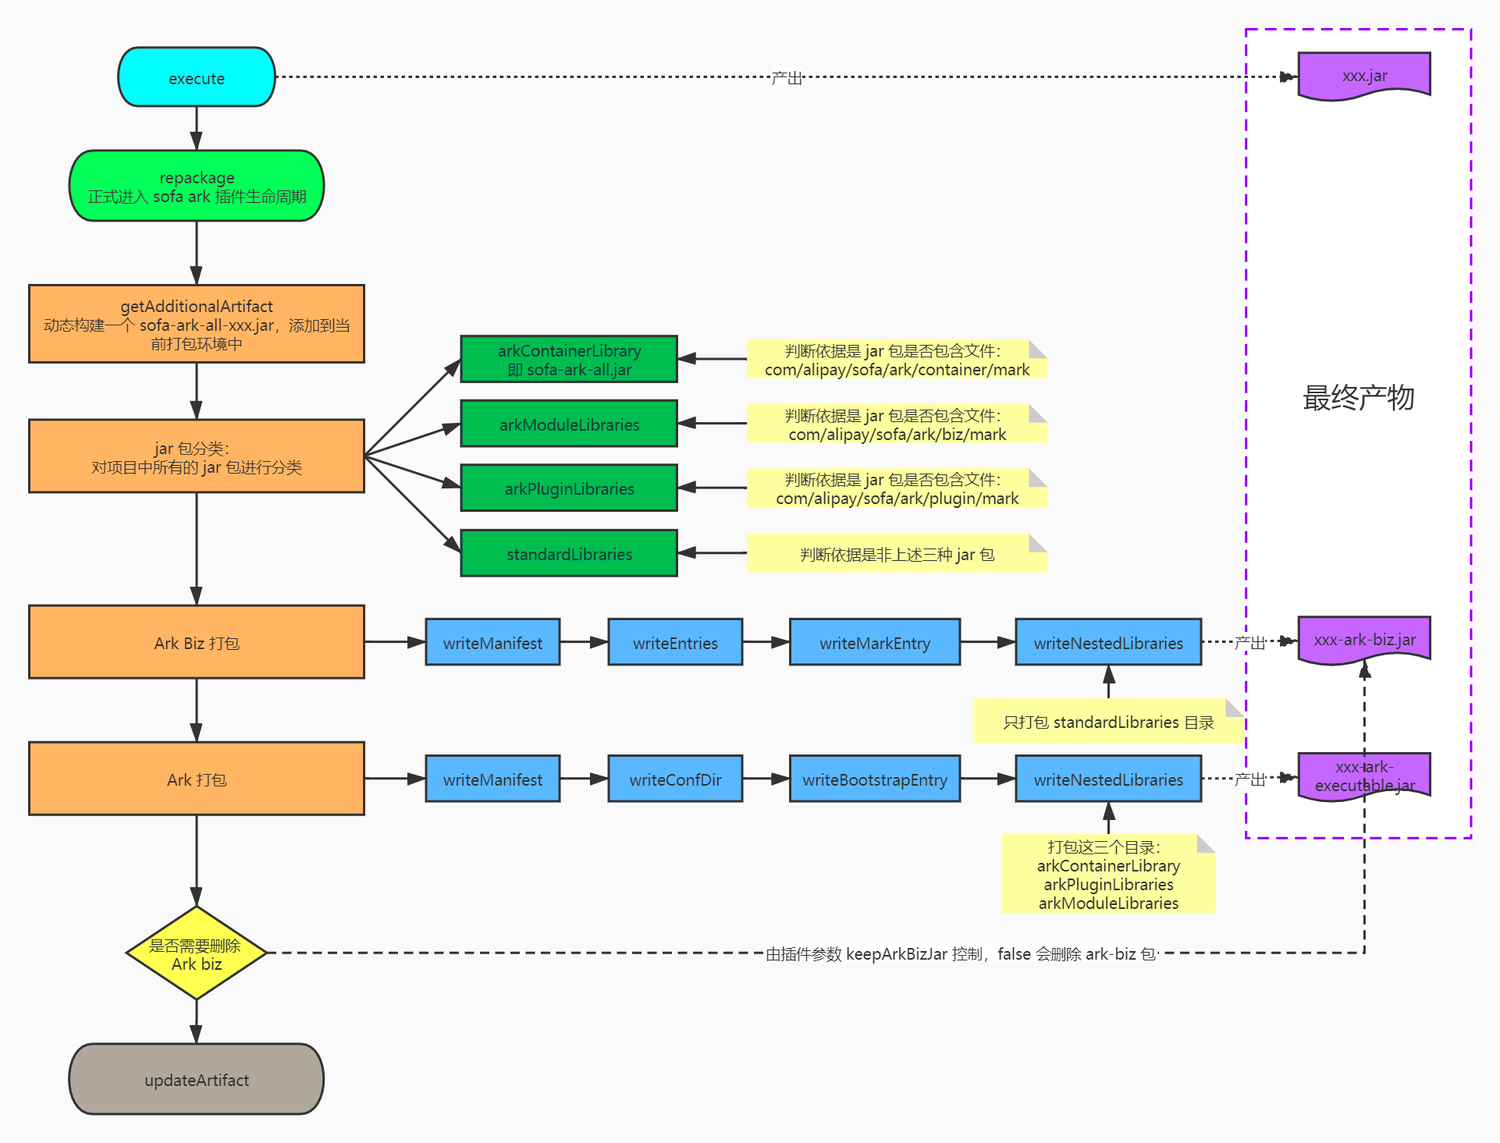 execute
产出
xxx.jar
repackage
正式进入 sofa ark 插件生命周期
getAdditionalArtifact
动态构建一个 sofa-ark-all-xxx.jar，添加到当
前打包环境中
jar 包分类：
对项目中所有的 jar 包进行分类
arkContainerLibrary
即 sofa-ark-all.jar
判断依据是 jar 包是否包含文件：
com/alipay/sofa/ark/container/mark
arkModuleLibraries
判断依据是 jar 包是否包含文件：
com/alipay/sofa/ark/biz/mark
arkPluginLibraries
判断依据是 jar 包是否包含文件：
com/alipay/sofa/ark/plugin/mark
standardLibraries
判断依据是非上述三种 jar 包
最终产物
Ark Biz 打包
writeManifest
writeEntries
writeMarkEntry
writeNestedLibraries
产出
xxx-ark-biz.jar
只打包 standardLibraries 目录
Ark 打包
writeManifest
writeConfDir
writeBootstrapEntry
writeNestedLibraries
产出
xxx-ark-
executable.jar
打包这三个目录：
arkContainerLibrary
arkPluginLibraries
arkModuleLibraries
是否需要删除
Ark biz
由插件参数 keepArkBizJar 控制，false 会删除 ark-biz 包
updateArtifact